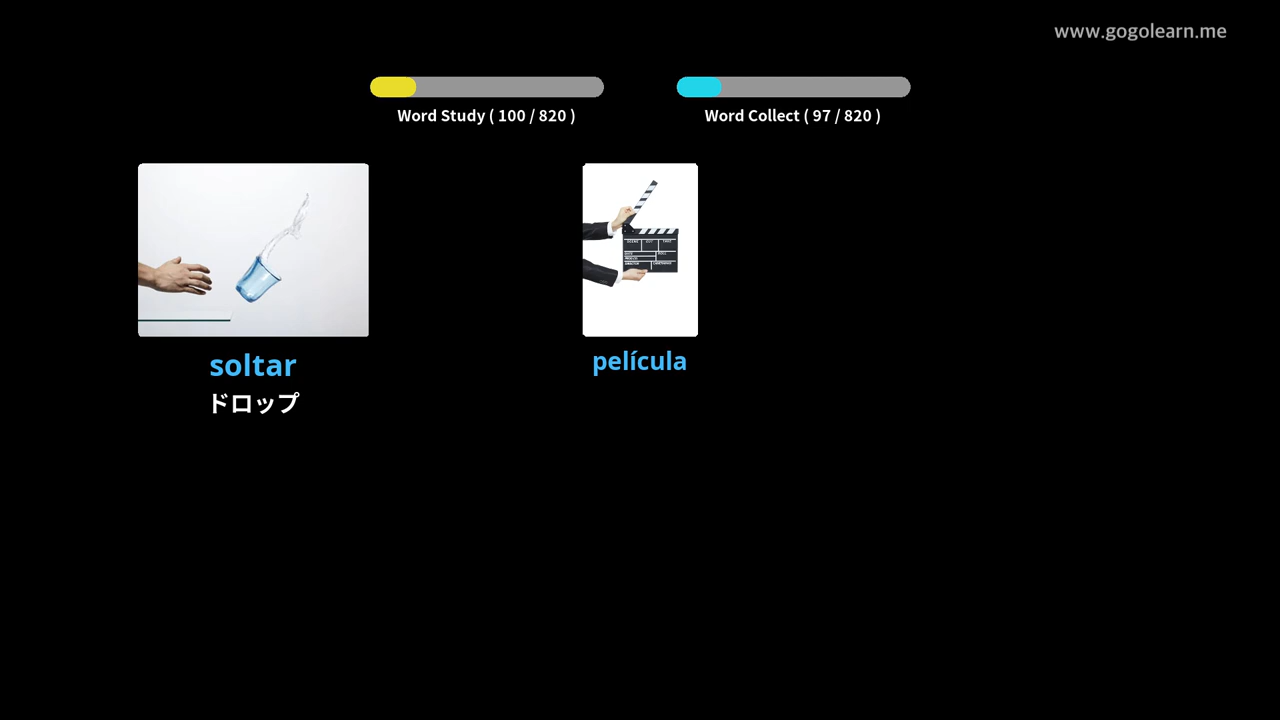 www.gogolearn.me
Word Study ( 100 / 820 )
Word Collect ( 97 / 820 )
soltar
ドロップ
película